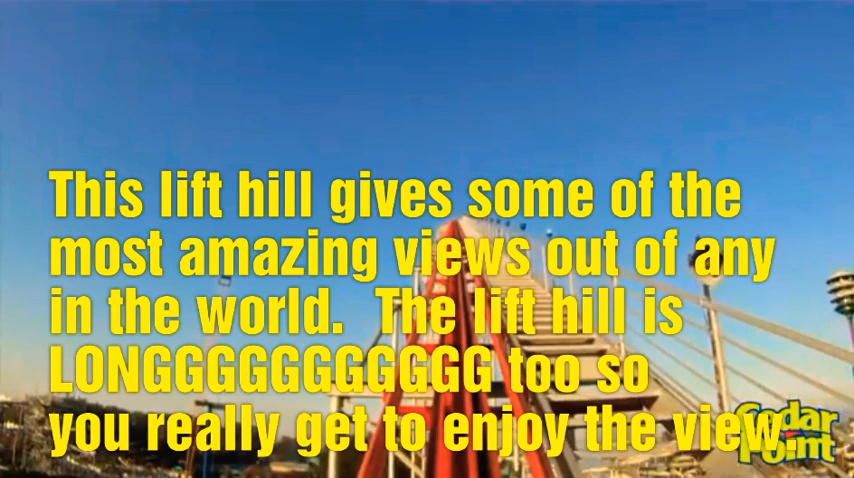 This lift hill gives some of the
most amazing views out of any
in the world.  The lift hill is
LONGGGGGGGGGGGG too so
you really get to enjoy the view.
Cedar
Point